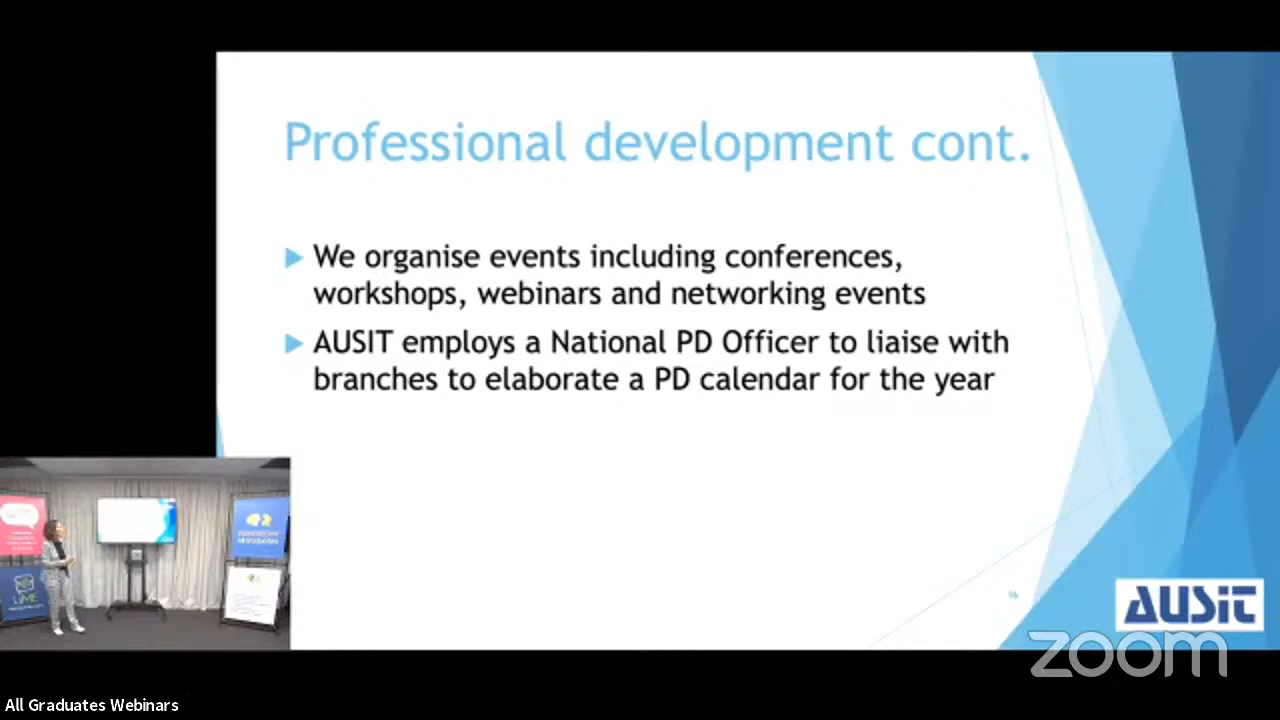 Professional development cont.
We organise events including conferences,
workshops, webinars and networking events
AUSIT employs a National PD Officer to liaise with
branches to elaborate a PD calendar for the year
AUSiT
zoom
All Graduates Webinars